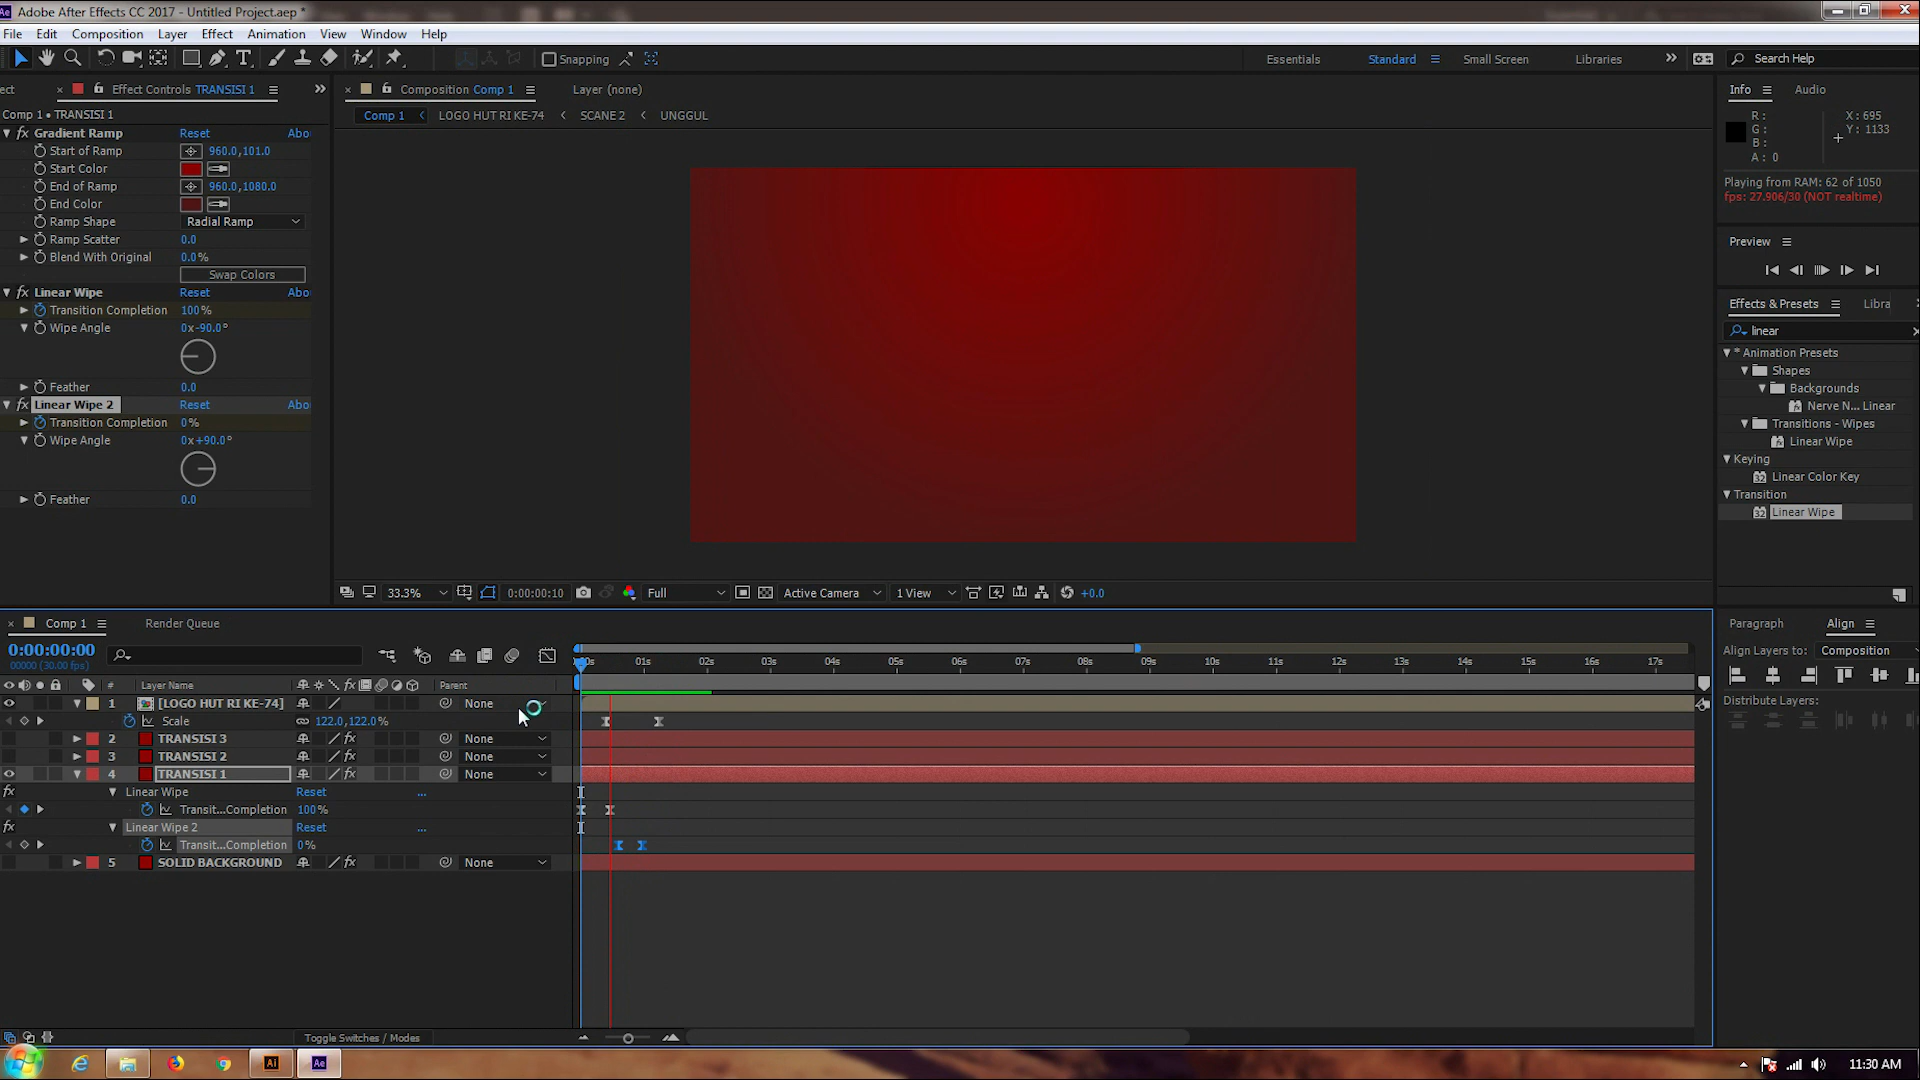 Adobe After Effects CC 2017 - Untitled Project.aep *
File Edit Composition Layer Effect Animation View Window Help
Snapping Essentials Standard Small Screen Libraries Search Help
ect Effect Controls TRANSISI 1
Comp 1 • TRANSISI 1
Gradient Ramp Reset Abo
Start of Ramp 960.0,101.0
Start Color
End of Ramp 960.0,1080.0
End Color
Ramp Shape Radial Ramp
Ramp Scatter 0.0
Blend With Original 0.0%
Swap Colors
Linear Wipe Reset Abo
Transition Completion 100%
Wipe Angle 0x-90.0°
Feather 0.0
Linear Wipe 2 Reset Abo
Transition Completion 0%
Wipe Angle 0x+90.0°
Feather 0.0
Composition Comp 1 Layer (none)
Comp 1 LOGO HUT RI KE-74 SCANE 2 UNGGUL
33.3% 0:00:00:10 Full Active Camera 1 View +0.0
Info Audio
R: X: 695
G: Y: 1133
B:
A: 0
Playing from RAM: 62 of 1050
fps: 27.906/30 (NOT realtime)
Preview
Effects & Presets Libra
linear
* Animation Presets
Shapes
Backgrounds
Nerve N... Linear
Transitions - Wipes
Linear Wipe
Keying
Linear Color Key
Transition
Linear Wipe
Comp 1 Render Queue
0:00:00:00
00000 (30.00 fps)
# Layer Name Parent
01s 02s 03s 04s 05s 06s 07s 08s 09s 10s 11s 12s 13s 14s 15s 16s 17s
1 [LOGO HUT RI KE-74] None
Scale 122.0,122.0%
2 TRANSISI 3 None
3 TRANSISI 2 None
4 TRANSISI 1 None
Linear Wipe Reset ...
Transit...Completion 100%
Linear Wipe 2 Reset ...
Transit...Completion 0%
5 SOLID BACKGROUND None
Toggle Switches / Modes
Paragraph Align
Align Layers to: Composition
Distribute Layers:
11:30 AM